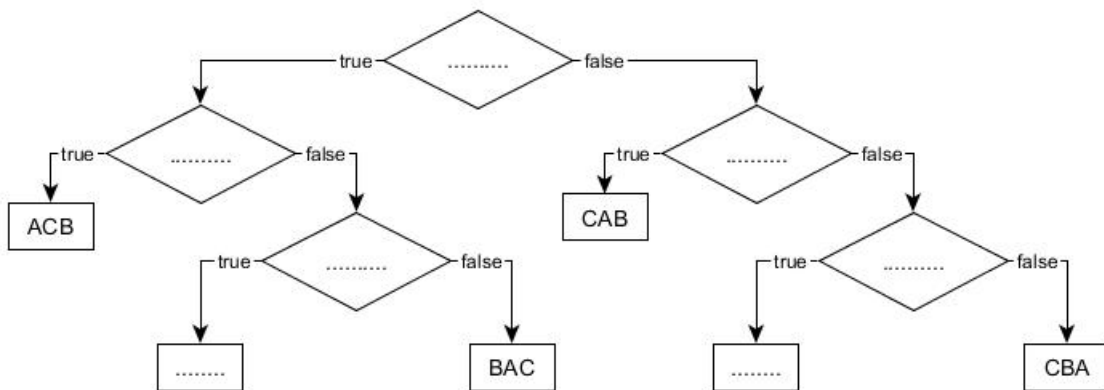 true .......... false
true .......... false
true .......... false
ACB
CAB
true .......... false
true .......... false
........
BAC
........
CBA